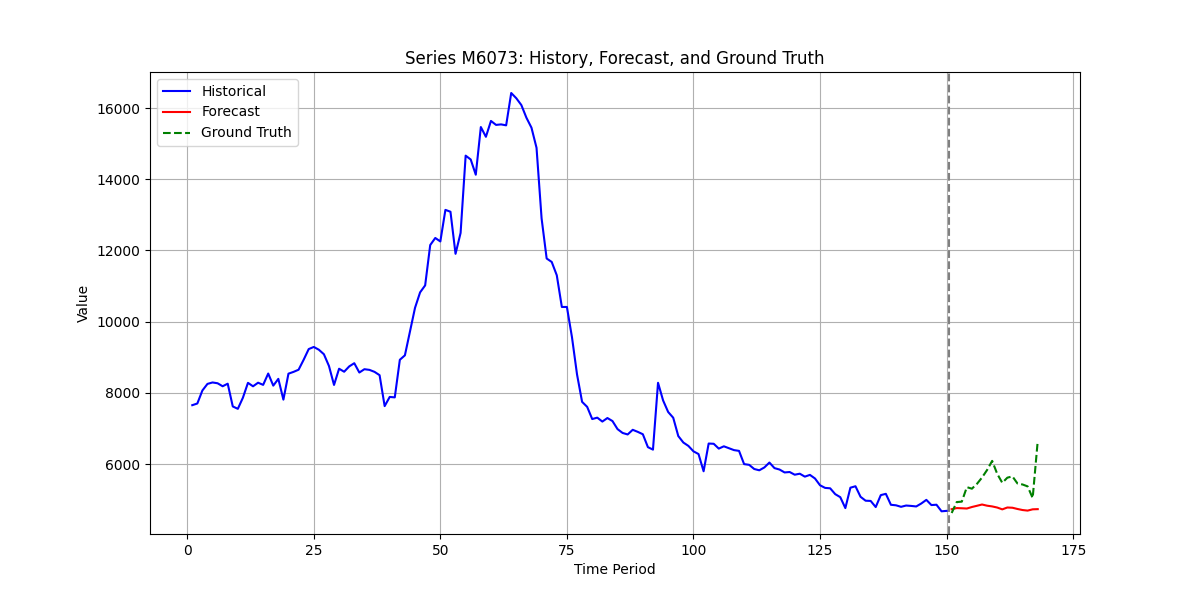 Series M6073: History, Forecast, and Ground Truth
Historical
Forecast
Ground Truth
16000
14000
12000
10000
8000
6000
Value
0 25 50 75 100 125 150 175
Time Period